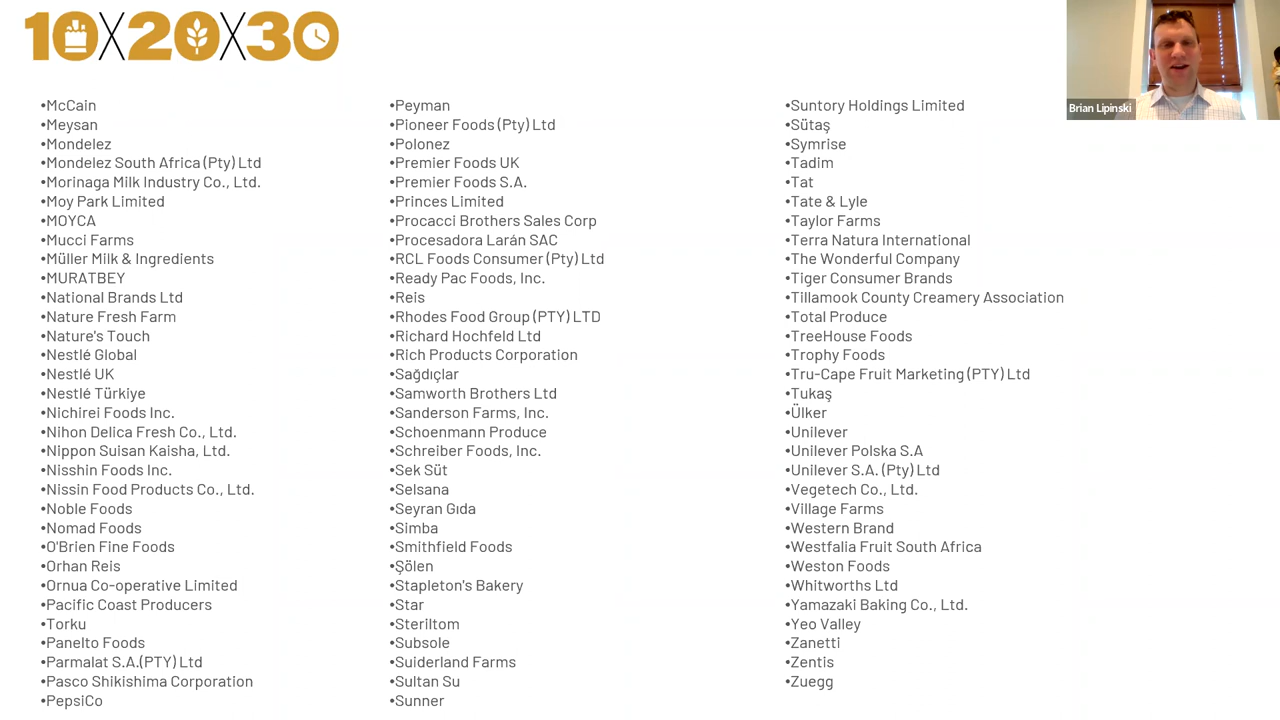 10X20X30
Brian Lipinski
•McCain
•Meysan
•Mondelez
•Mondelez South Africa (Pty) Ltd
•Morinaga Milk Industry Co., Ltd.
•Moy Park Limited
•MOYCA
•Mucci Farms
•Müller Milk & Ingredients
•MURATBEY
•National Brands Ltd
•Nature Fresh Farm
•Nature's Touch
•Nestlé Global
•Nestlé UK
•Nestlé Türkiye
•Nichirei Foods Inc.
•Nihon Delica Fresh Co., Ltd.
•Nippon Suisan Kaisha, Ltd.
•Nisshin Foods Inc.
•Nissin Food Products Co., Ltd.
•Noble Foods
•Nomad Foods
•O'Brien Fine Foods
•Orhan Reis
•Ornua Co-operative Limited
•Pacific Coast Producers
•Torku
•Panelto Foods
•Parmalat S.A.(PTY) Ltd
•Pasco Shikishima Corporation
•PepsiCo
•Peyman
•Pioneer Foods (Pty) Ltd
•Polonez
•Premier Foods UK
•Premier Foods S.A.
•Princes Limited
•Procacci Brothers Sales Corp
•Procesadora Larán SAC
•RCL Foods Consumer (Pty) Ltd
•Ready Pac Foods, Inc.
•Reis
•Rhodes Food Group (PTY) LTD
•Richard Hochfeld Ltd
•Rich Products Corporation
•Sağdıçlar
•Samworth Brothers Ltd
•Sanderson Farms, Inc.
•Schoenmann Produce
•Schreiber Foods, Inc.
•Sek Süt
•Selsana
•Seyran Gıda
•Simba
•Smithfield Foods
•Şölen
•Stapleton's Bakery
•Star
•Steriltom
•Subsole
•Suiderland Farms
•Sultan Su
•Sunner
•Suntory Holdings Limited
•Sütaş
•Symrise
•Tadim
•Tat
•Tate & Lyle
•Taylor Farms
•Terra Natura International
•The Wonderful Company
•Tiger Consumer Brands
•Tillamook County Creamery Association
•Total Produce
•TreeHouse Foods
•Trophy Foods
•Tru-Cape Fruit Marketing (PTY) Ltd
•Tukaş
•Ülker
•Unilever
•Unilever Polska S.A
•Unilever S.A. (Pty) Ltd
•Vegetech Co., Ltd.
•Village Farms
•Western Brand
•Westfalia Fruit South Africa
•Weston Foods
•Whitworths Ltd
•Yamazaki Baking Co., Ltd.
•Yeo Valley
•Zanetti
•Zentis
•Zuegg